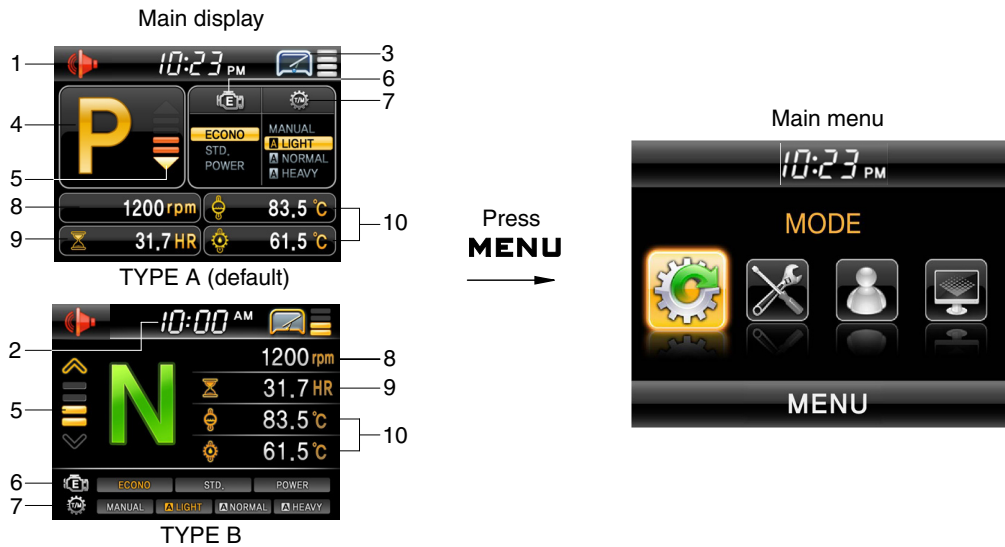 Main display
1
10:23 PM
3
6
7
4
P
E
T/M
ECONO
STD.
POWER
MANUAL
A LIGHT
A NORMAL
A HEAVY
5
8
1200 rpm
83.5 °C
10
9
31.7 HR
61.5 °C
TYPE A (default)
2
10:00 AM
N
5
1200 rpm
8
31.7 HR
9
83.5 °C
10
61.5 °C
6
E
ECONO STD. POWER
7
T/M
MANUAL A LIGHT A NORMAL A HEAVY
TYPE B
Press
MENU
Main menu
10:23 PM
MODE
MENU